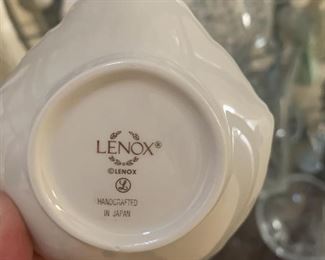 LENOX®
©LENOX
L
HANDCRAFTED
IN JAPAN